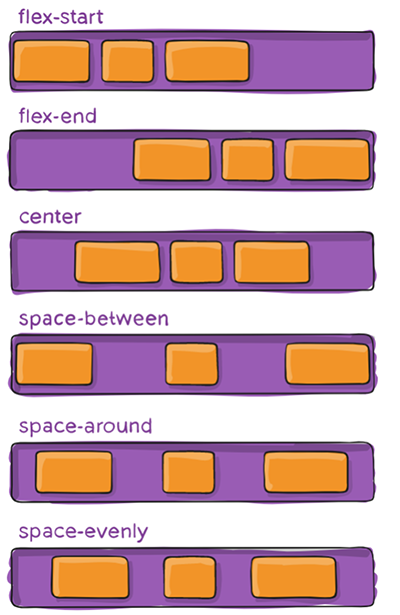 flex-start
flex-end
center
space-between
space-around
space-evenly